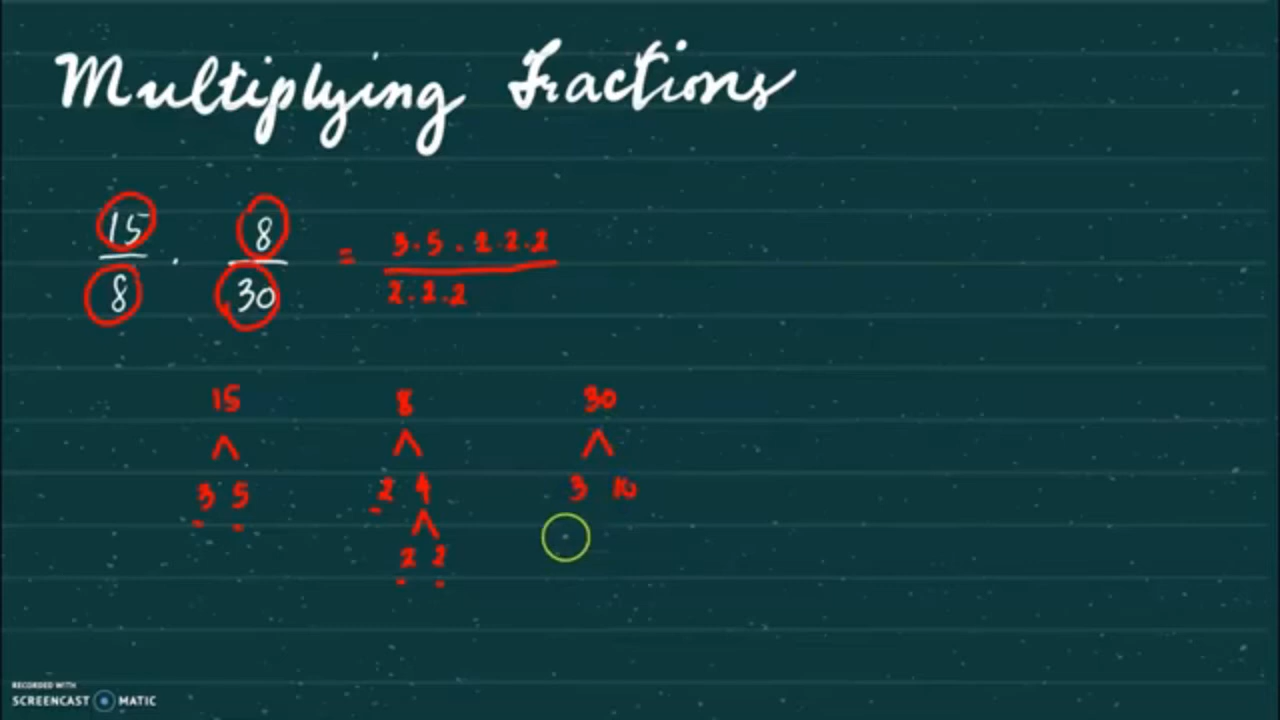 Multiplying Fractions
15/8 · 8/30 = 3·5·2·2·2/2·2·2
15 8 30
3 5 2 4 3 10
2 2
RECORDED WITH
SCREENCAST MATIC